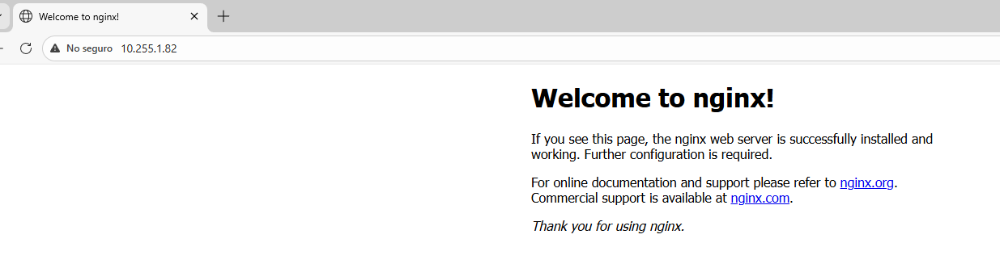 Welcome to nginx!
No seguro 10.255.1.82
Welcome to nginx!
If you see this page, the nginx web server is successfully installed and
working. Further configuration is required.
For online documentation and support please refer to nginx.org.
Commercial support is available at nginx.com.
Thank you for using nginx.